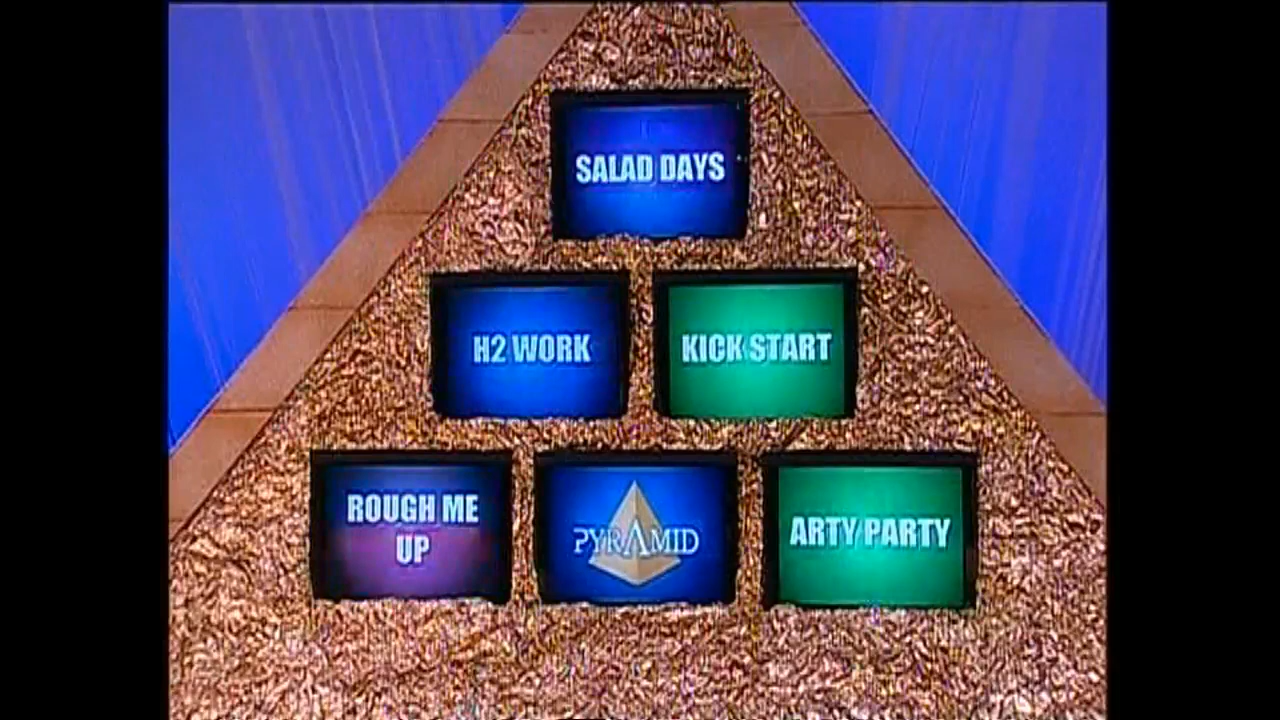 SALAD DAYS
H2 WORK
KICK START
ROUGH ME
UP
PYRAMID
ARTY PARTY